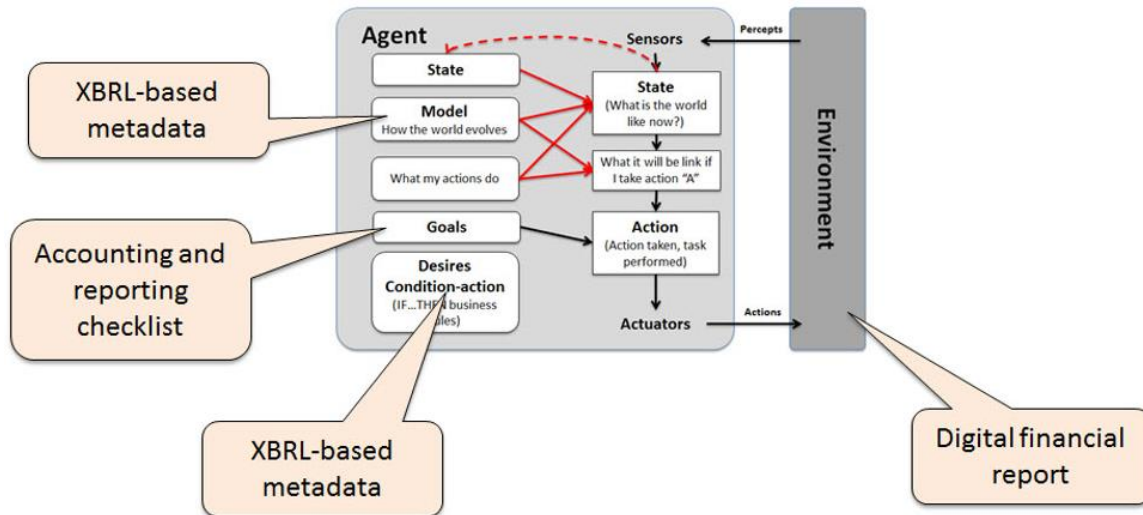 Agent
Sensors
Percepts
State
State
(What is the world
like now?)
XBRL-based
metadata
Model
How the world evolves
What my actions do
What it will be link if
I take action “A”
Environment
Goals
Action
(Action taken, task
performed)
Accounting and
reporting
checklist
Desires
Condition-action
(IF...THEN business
Actuators
Actions
XBRL-based
metadata
Digital financial
report